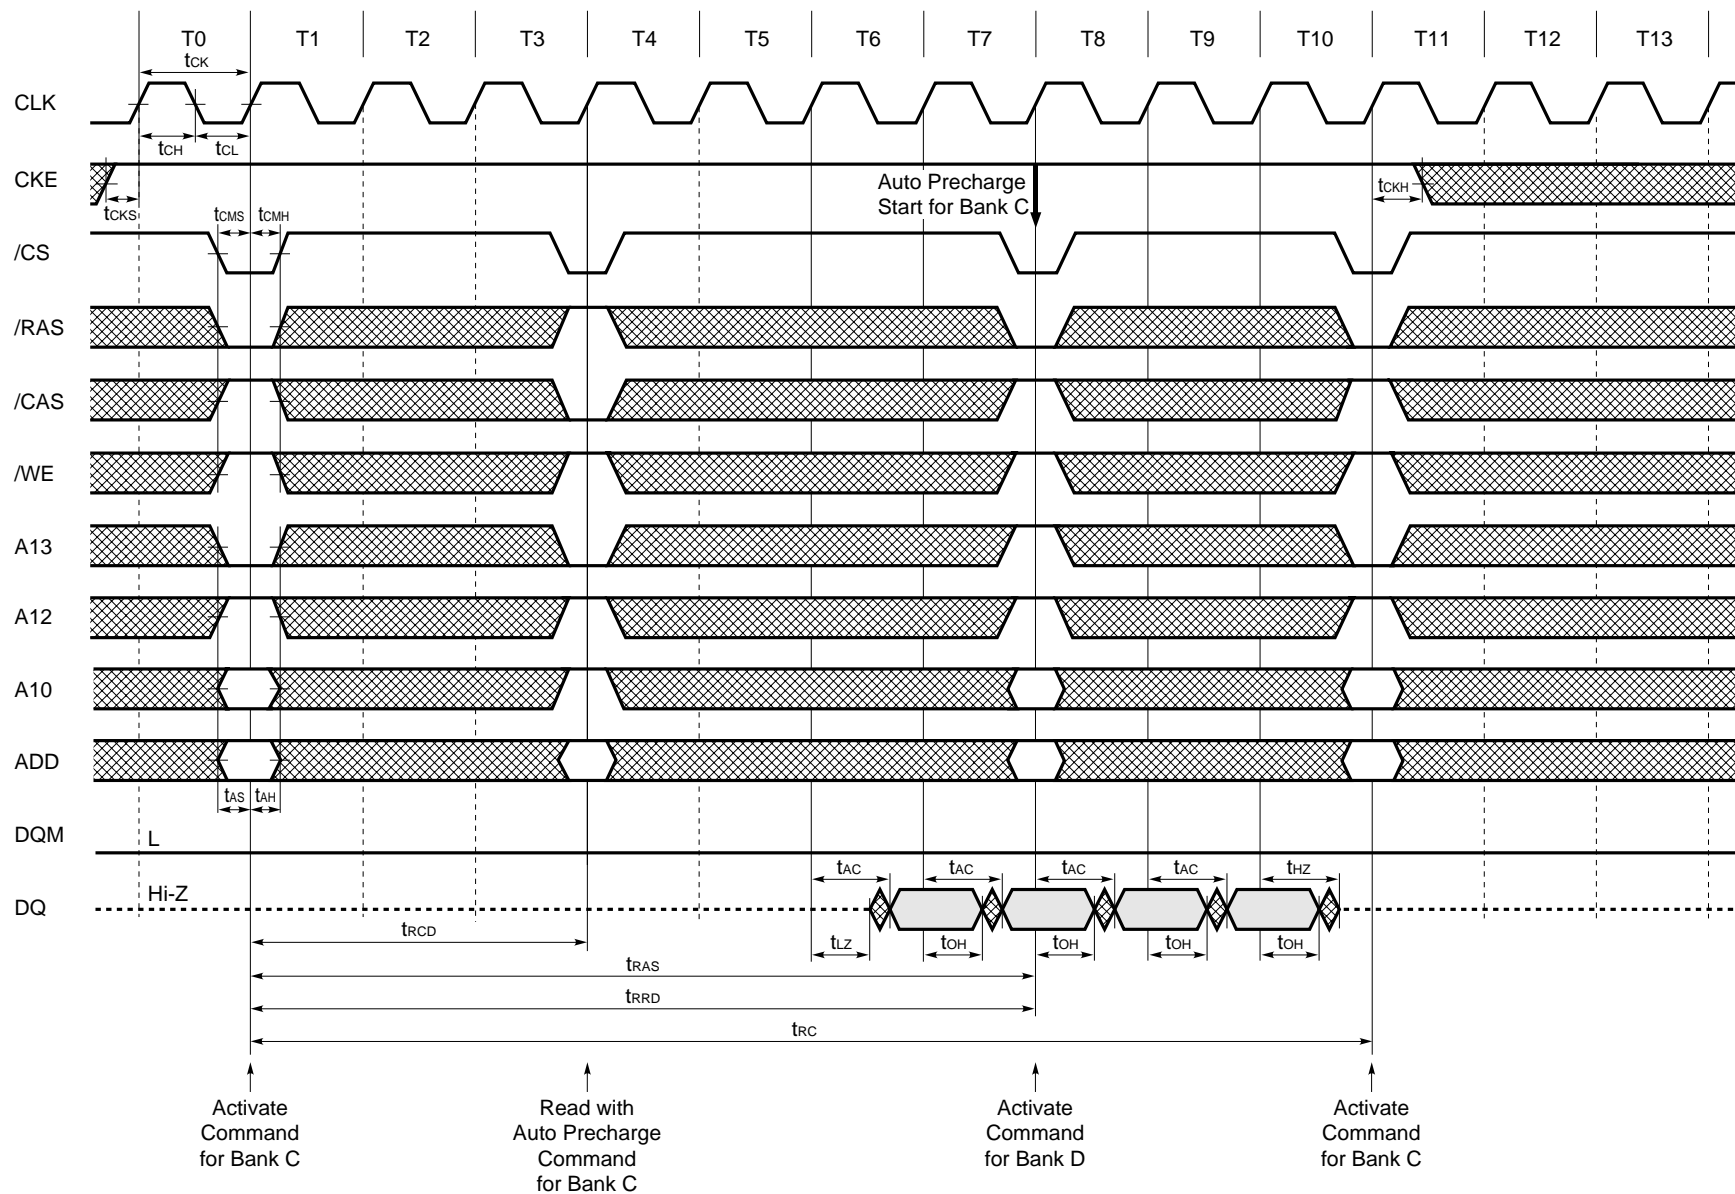 T0 T1 T2 T3 T4 T5 T6 T7 T8 T9 T10 T11 T12 T13
tCK
CLK
tCH tCL
CKE
Auto Precharge
Start for Bank C
tCKH
tCKS
tCMS tCMH
/CS
/RAS
/CAS
/WE
A13
A12
A10
ADD
tAS tAH
DQM
L
tAC tAC tAC tAC tHZ
Hi-Z
DQ
tRCD
tLZ tOH tOH tOH tOH
tRAS
tRRD
tRC
Activate
Command
for Bank C
Read with
Auto Precharge
Command
for Bank C
Activate
Command
for Bank D
Activate
Command
for Bank C